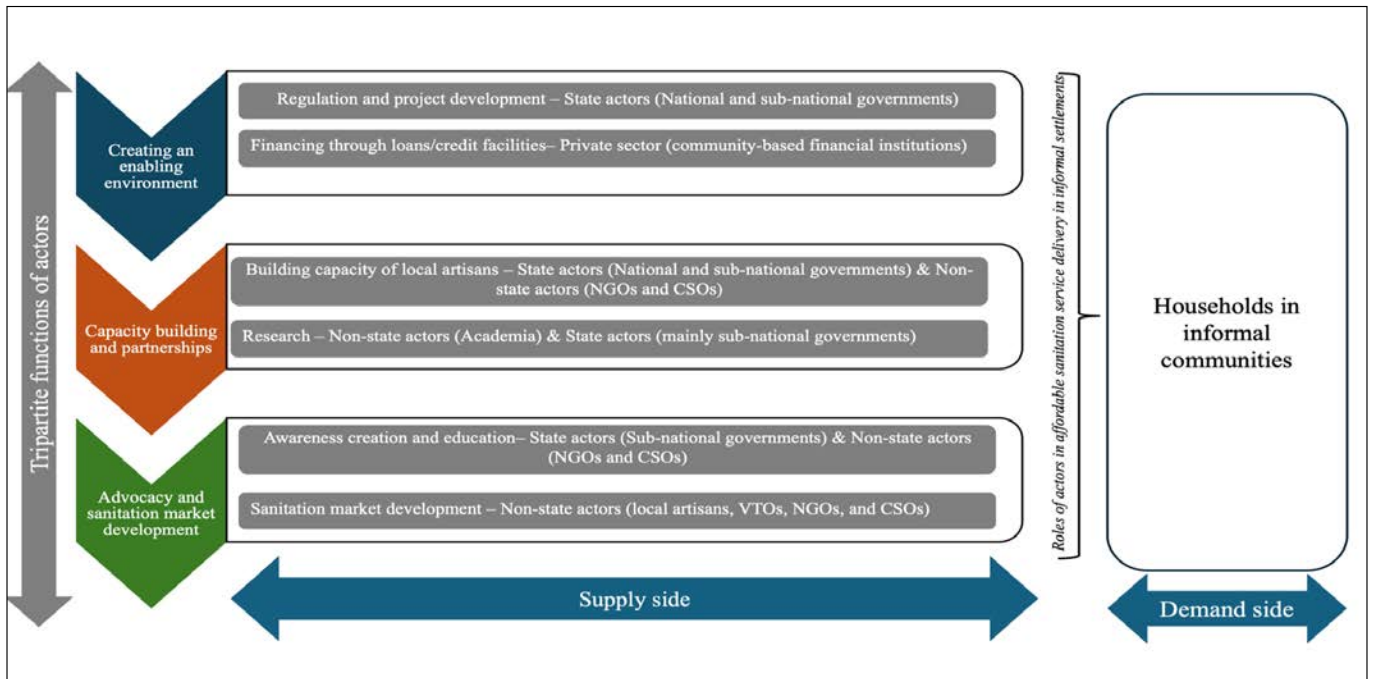 Tripartite functions of actors
Creating an
enabling
environment
Regulation and project development – State actors (National and sub-national governments)
Financing through loans/credit facilities– Private sector (community-based financial institutions)
Capacity building
and partnerships
Building capacity of local artisans – State actors (National and sub-national governments) & Non-
state actors (NGOs and CSOs)
Research – Non-state actors (Academia) & State actors (mainly sub-national governments)
Advocacy and
sanitation market
development
Awareness creation and education– State actors (Sub-national governments) & Non-state actors
(NGOs and CSOs)
Sanitation market development – Non-state actors (local artisans, VTOs, NGOs, and CSOs)
Supply side
Roles of actors in affordable sanitation service delivery in informal settlements
Households in
informal
communities
Demand side